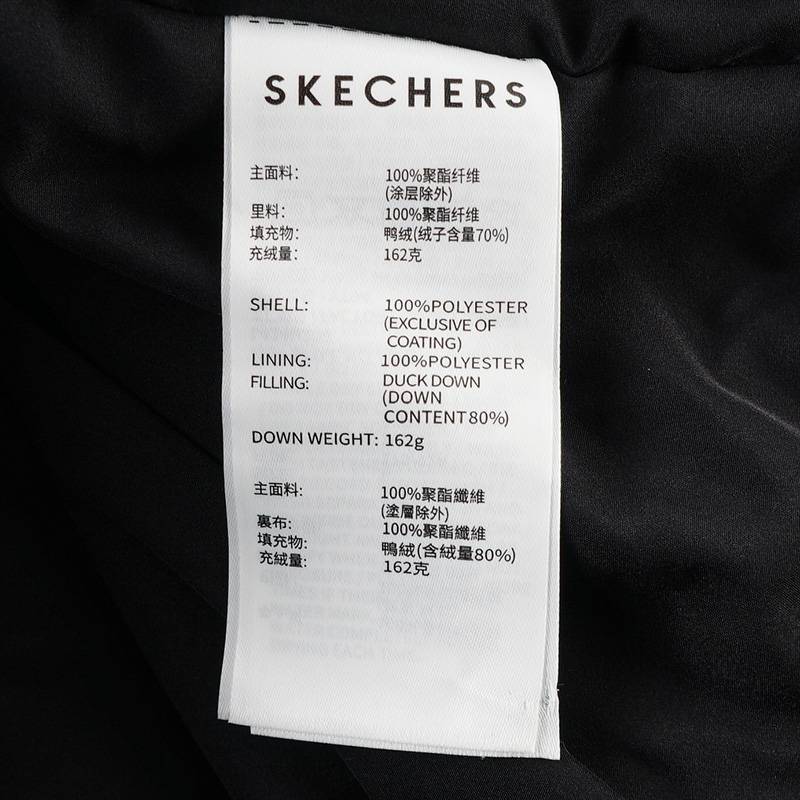 SKECHERS
主面料: 100%聚酯纤维
(涂层除外)
里料: 100%聚酯纤维
填充物: 鸭绒(绒子含量70%)
充绒量: 162克
SHELL: 100%POLYESTER
(EXCLUSIVE OF
COATING)
LINING: 100%POLYESTER
FILLING: DUCK DOWN
(DOWN
CONTENT80%)
DOWN WEIGHT: 162g
主面料: 100%聚酯纖維
(塗層除外)
裏布: 100%聚酯纖維
填充物: 鴨絨(含絨量80%)
充絨量: 162克